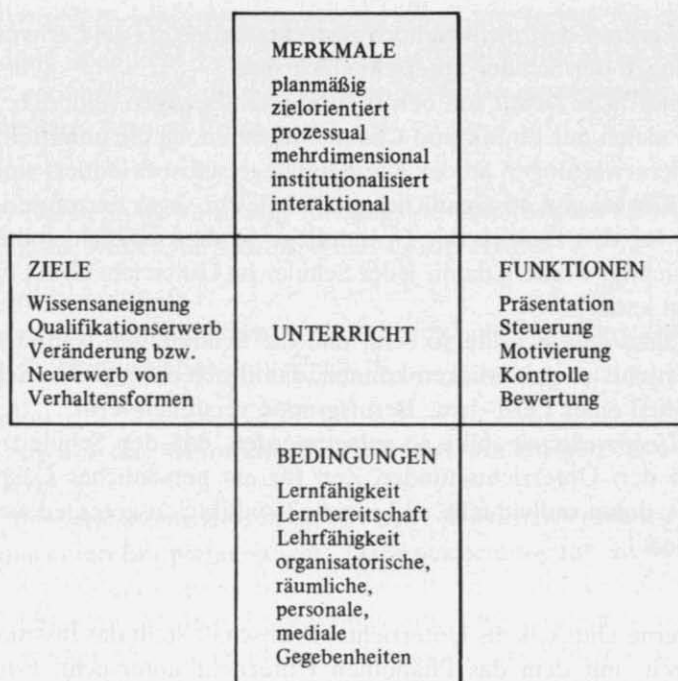 MERKMALE
planmäßig
zielorientiert
prozessual
mehrdimensional
institutionalisiert
interaktional
ZIELE
Wissensaneignung
Qualifikationserwerb
Veränderung bzw.
Neuerwerb von
Verhaltensformen
UNTERRICHT
FUNKTIONEN
Präsentation
Steuerung
Motivierung
Kontrolle
Bewertung
BEDINGUNGEN
Lernfähigkeit
Lernbereitschaft
Lehrfähigkeit
organisatorische,
räumliche,
personale,
mediale
Gegebenheiten